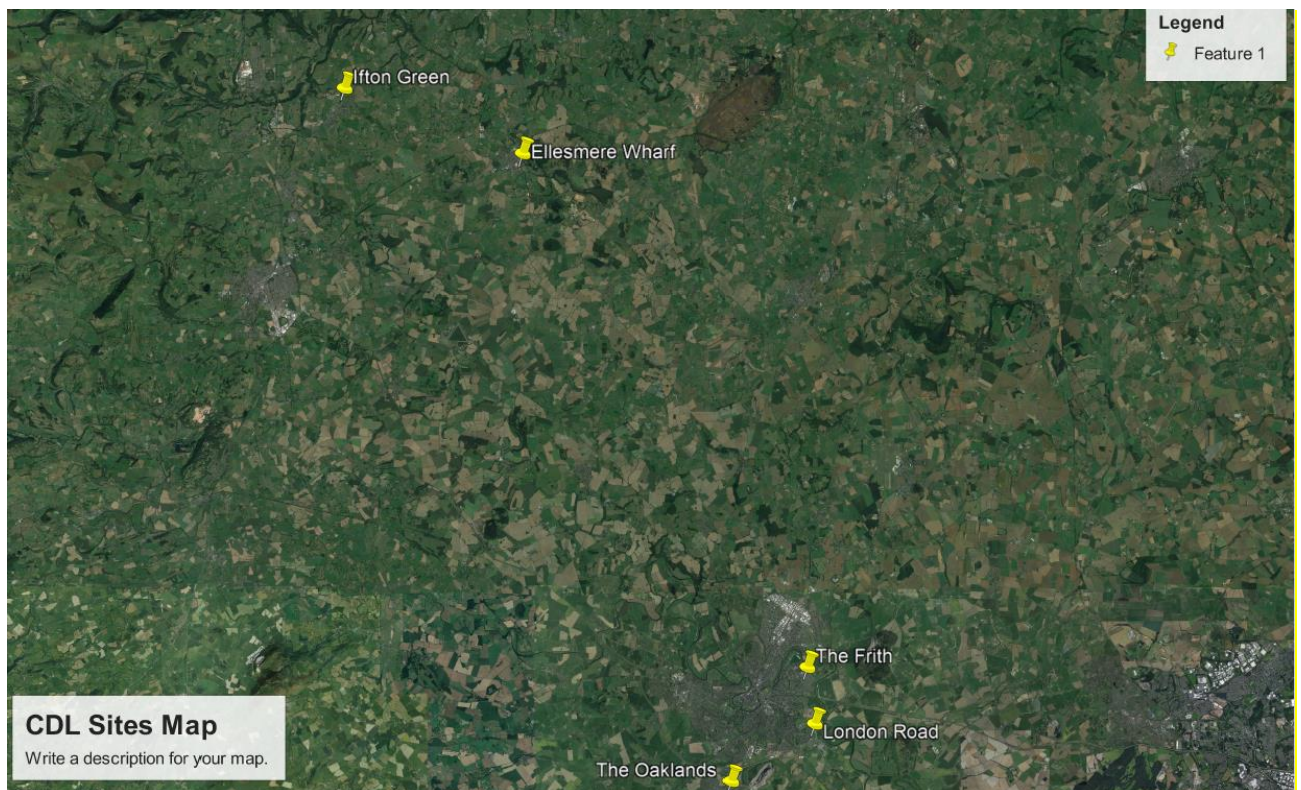 Legend
Feature 1
Ifton Green
Ellesmere Wharf
The Frith
London Road
The Oaklands
CDL Sites Map
Write a description for your map.